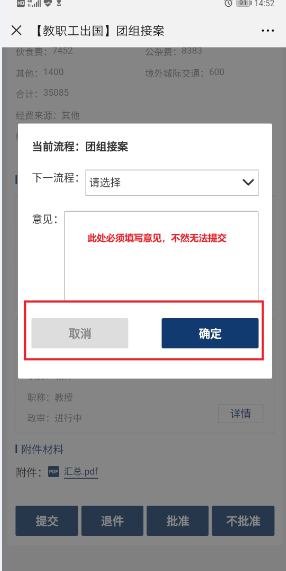 14:52
【教职工出国】团组接案
伙食费：7452
公杂费：8383
其他：1400
境外城际交通：600
合计：35085
经费来源：其他
当前流程：团组接案
下一流程：
请选择
意见：
此处必须填写意见，不然无法提交
取消
确定
职称：教授
政审：进行中
详情
附件材料
附件：
PDF
汇总.pdf
提交
退件
批准
不批准